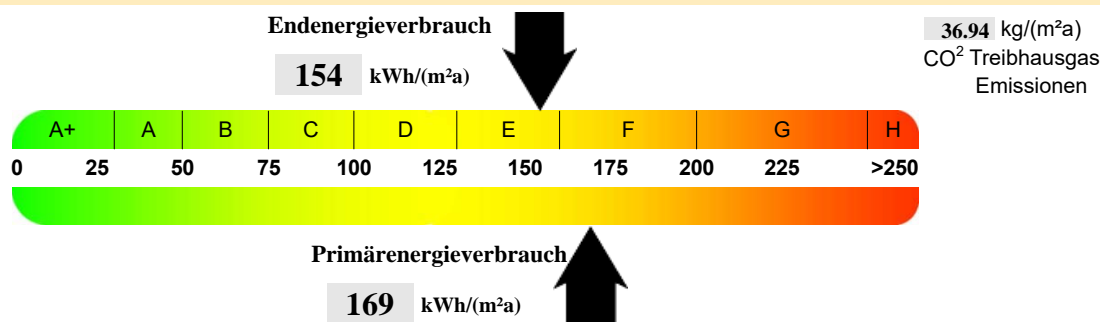 Endenergieverbrauch
154 kWh/(m²a)
36.94 kg/(m²a)
CO² Treibhausgas
Emissionen
A+ A B C D E F G H
0 25 50 75 100 125 150 175 200 225 >250
Primärenergieverbrauch
169 kWh/(m²a)